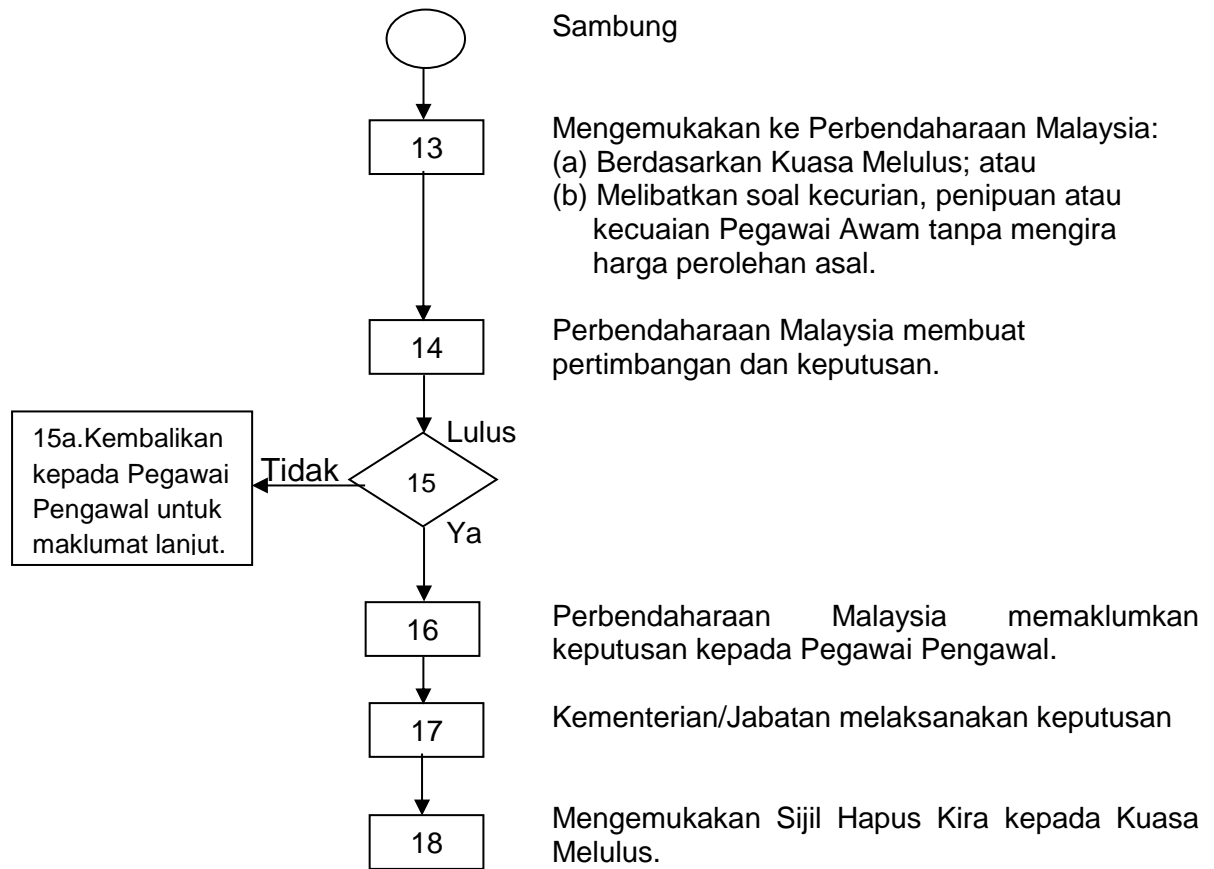 Sambung
13
Mengemukakan ke Perbendaharaan Malaysia:
(a) Berdasarkan Kuasa Melulus; atau
(b) Melibatkan soal kecurian, penipuan atau
kecuaian Pegawai Awam tanpa mengira
harga perolehan asal.
14
Perbendaharaan Malaysia membuat
pertimbangan dan keputusan.
Lulus
15
Tidak
15a.Kembalikan
kepada Pegawai
Pengawal untuk
maklumat lanjut.
Ya
16
Perbendaharaan Malaysia memaklumkan
keputusan kepada Pegawai Pengawal.
17
Kementerian/Jabatan melaksanakan keputusan
18
Mengemukakan Sijil Hapus Kira kepada Kuasa
Melulus.